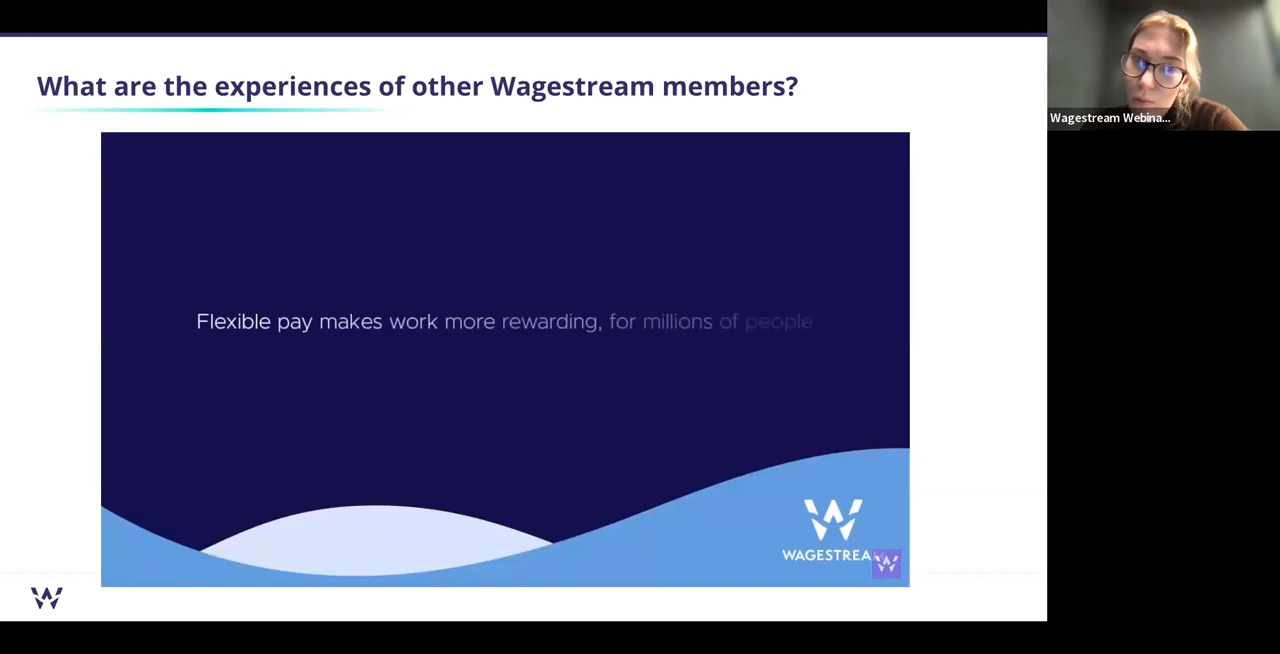 What are the experiences of other Wagestream members?
Wagestream Webina...
Flexible pay makes work more rewarding, for millions of people
WAGESTREA